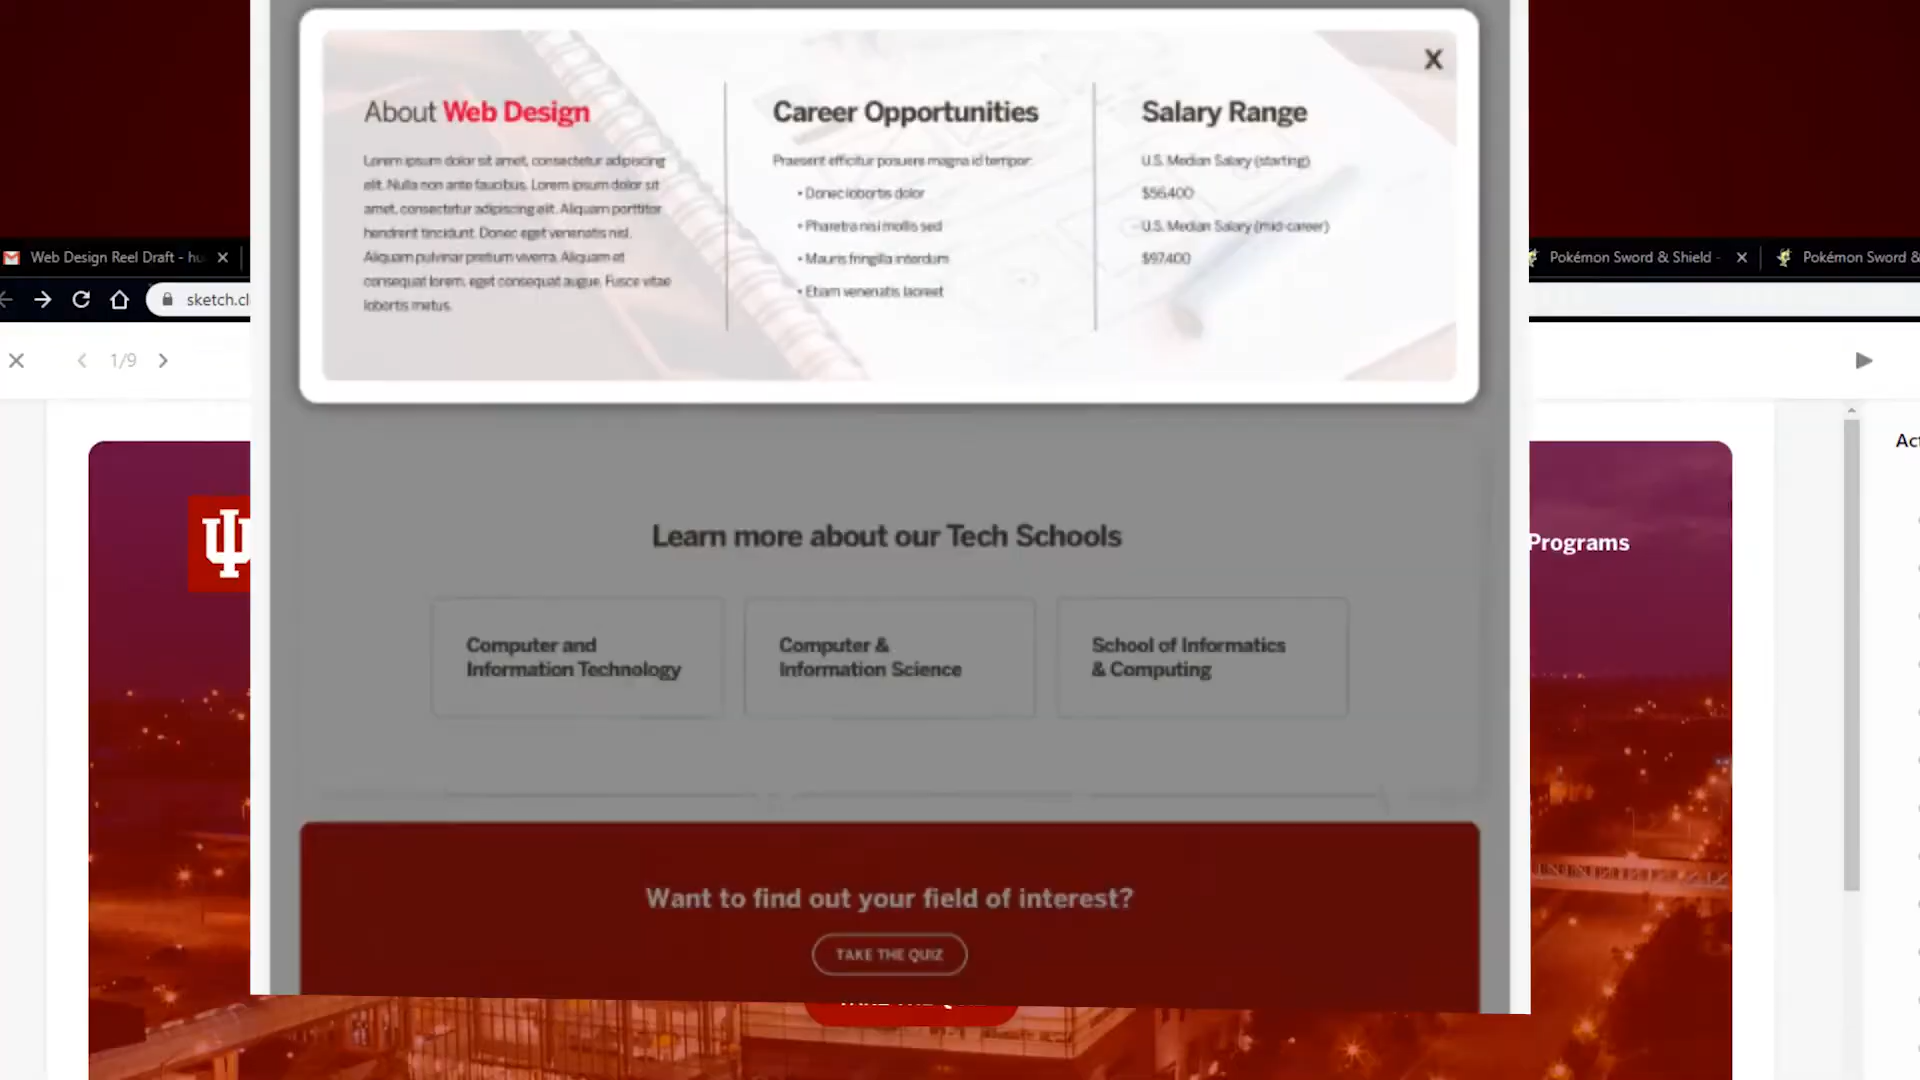 X
About Web Design
Lorem ipsum dolor sit amet, consectetur adipiscing
elit. Nulla non ante faucibus. Lorem ipsum dolor sit
amet, consectetur adipiscing elit. Aliquam porttitor
hendrerit tincidunt. Donec eget venenatis nisl.
Aliquam pulvinar pretium viverra. Aliquam et
consequat lorem, eget consequat augue. Fusce vitae
lobortis metus.
Career Opportunities
Praesent efficitur posuere magna id tempor:
• Donec lobortis dolor
• Pharetra nisi mollis sed
• Mauris fringilla interdum
• Etiam venenatis laoreet
Salary Range
U.S. Median Salary (starting)
$56,400
U.S. Median Salary (mid-career)
$97,400
Web Design Reel Draft - hu
Pokémon Sword & Shield -
Pokémon Sword &
sketch.cl
1/9
Act
Programs
Learn more about our Tech Schools
Computer and
Information Technology
Computer &
Information Science
School of Informatics
& Computing
Want to find out your field of interest?
TAKE THE QUIZ